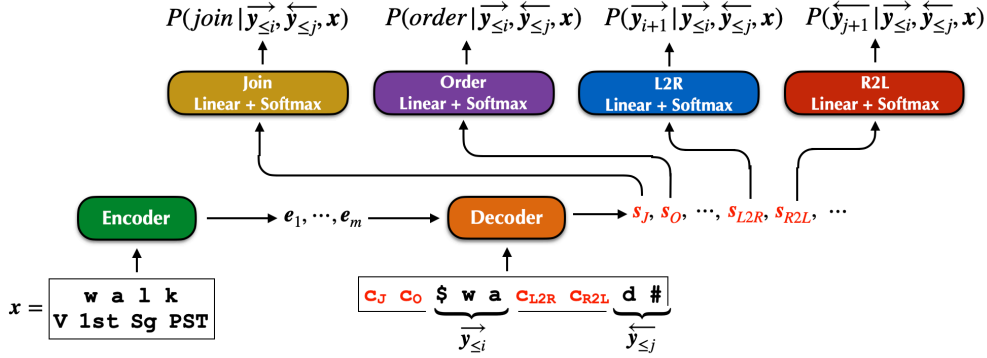 P(join | y→≤i, y←≤j, x) P(order | y→≤i, y←≤j, x) P(y→i+1 | y→≤i, y←≤j, x) P(y←j+1 | y→≤i, y←≤j, x)
Join Order L2R R2L
Linear + Softmax Linear + Softmax Linear + Softmax Linear + Softmax
Encoder e1, ⋯, em Decoder sJ, sO, ⋯, sL2R, sR2L, ⋯
x = w a l k
V 1st Sg PST
cJ cO $ w a cL2R cR2L d #
y→≤i y←≤j